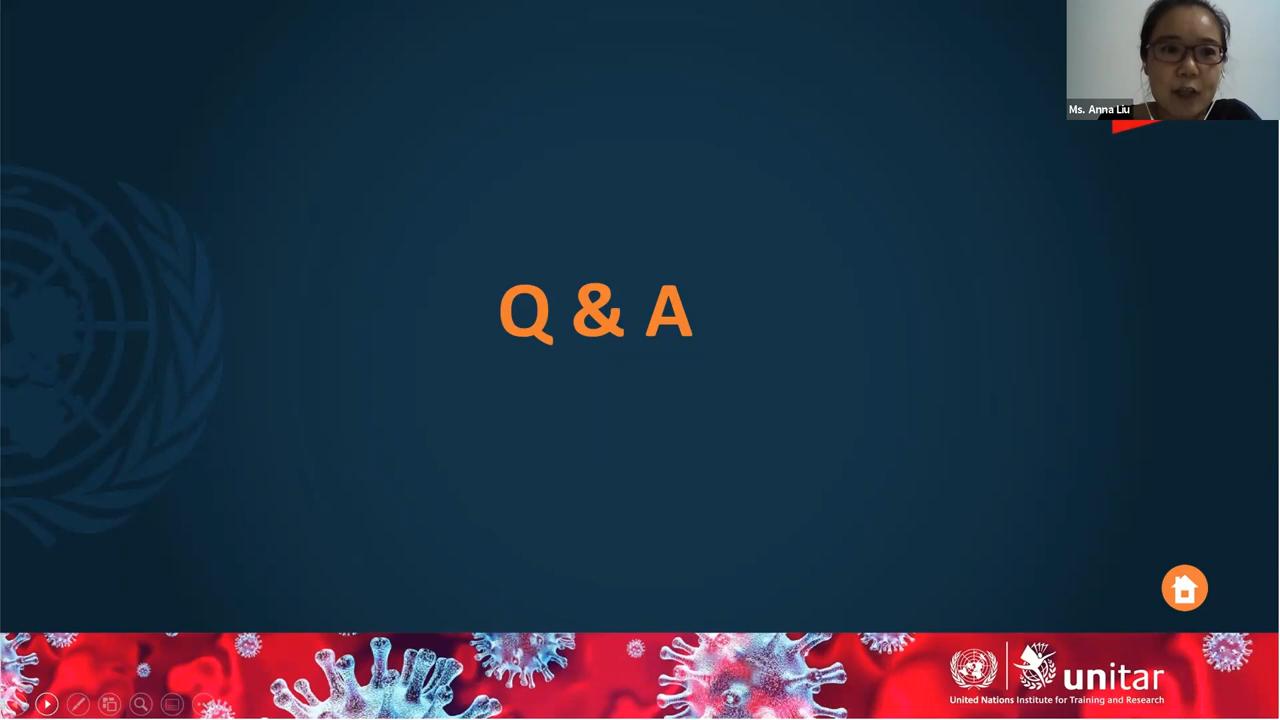 Ms. Anna Liu
Q & A
unitar
United Nations Institute for Training and Research